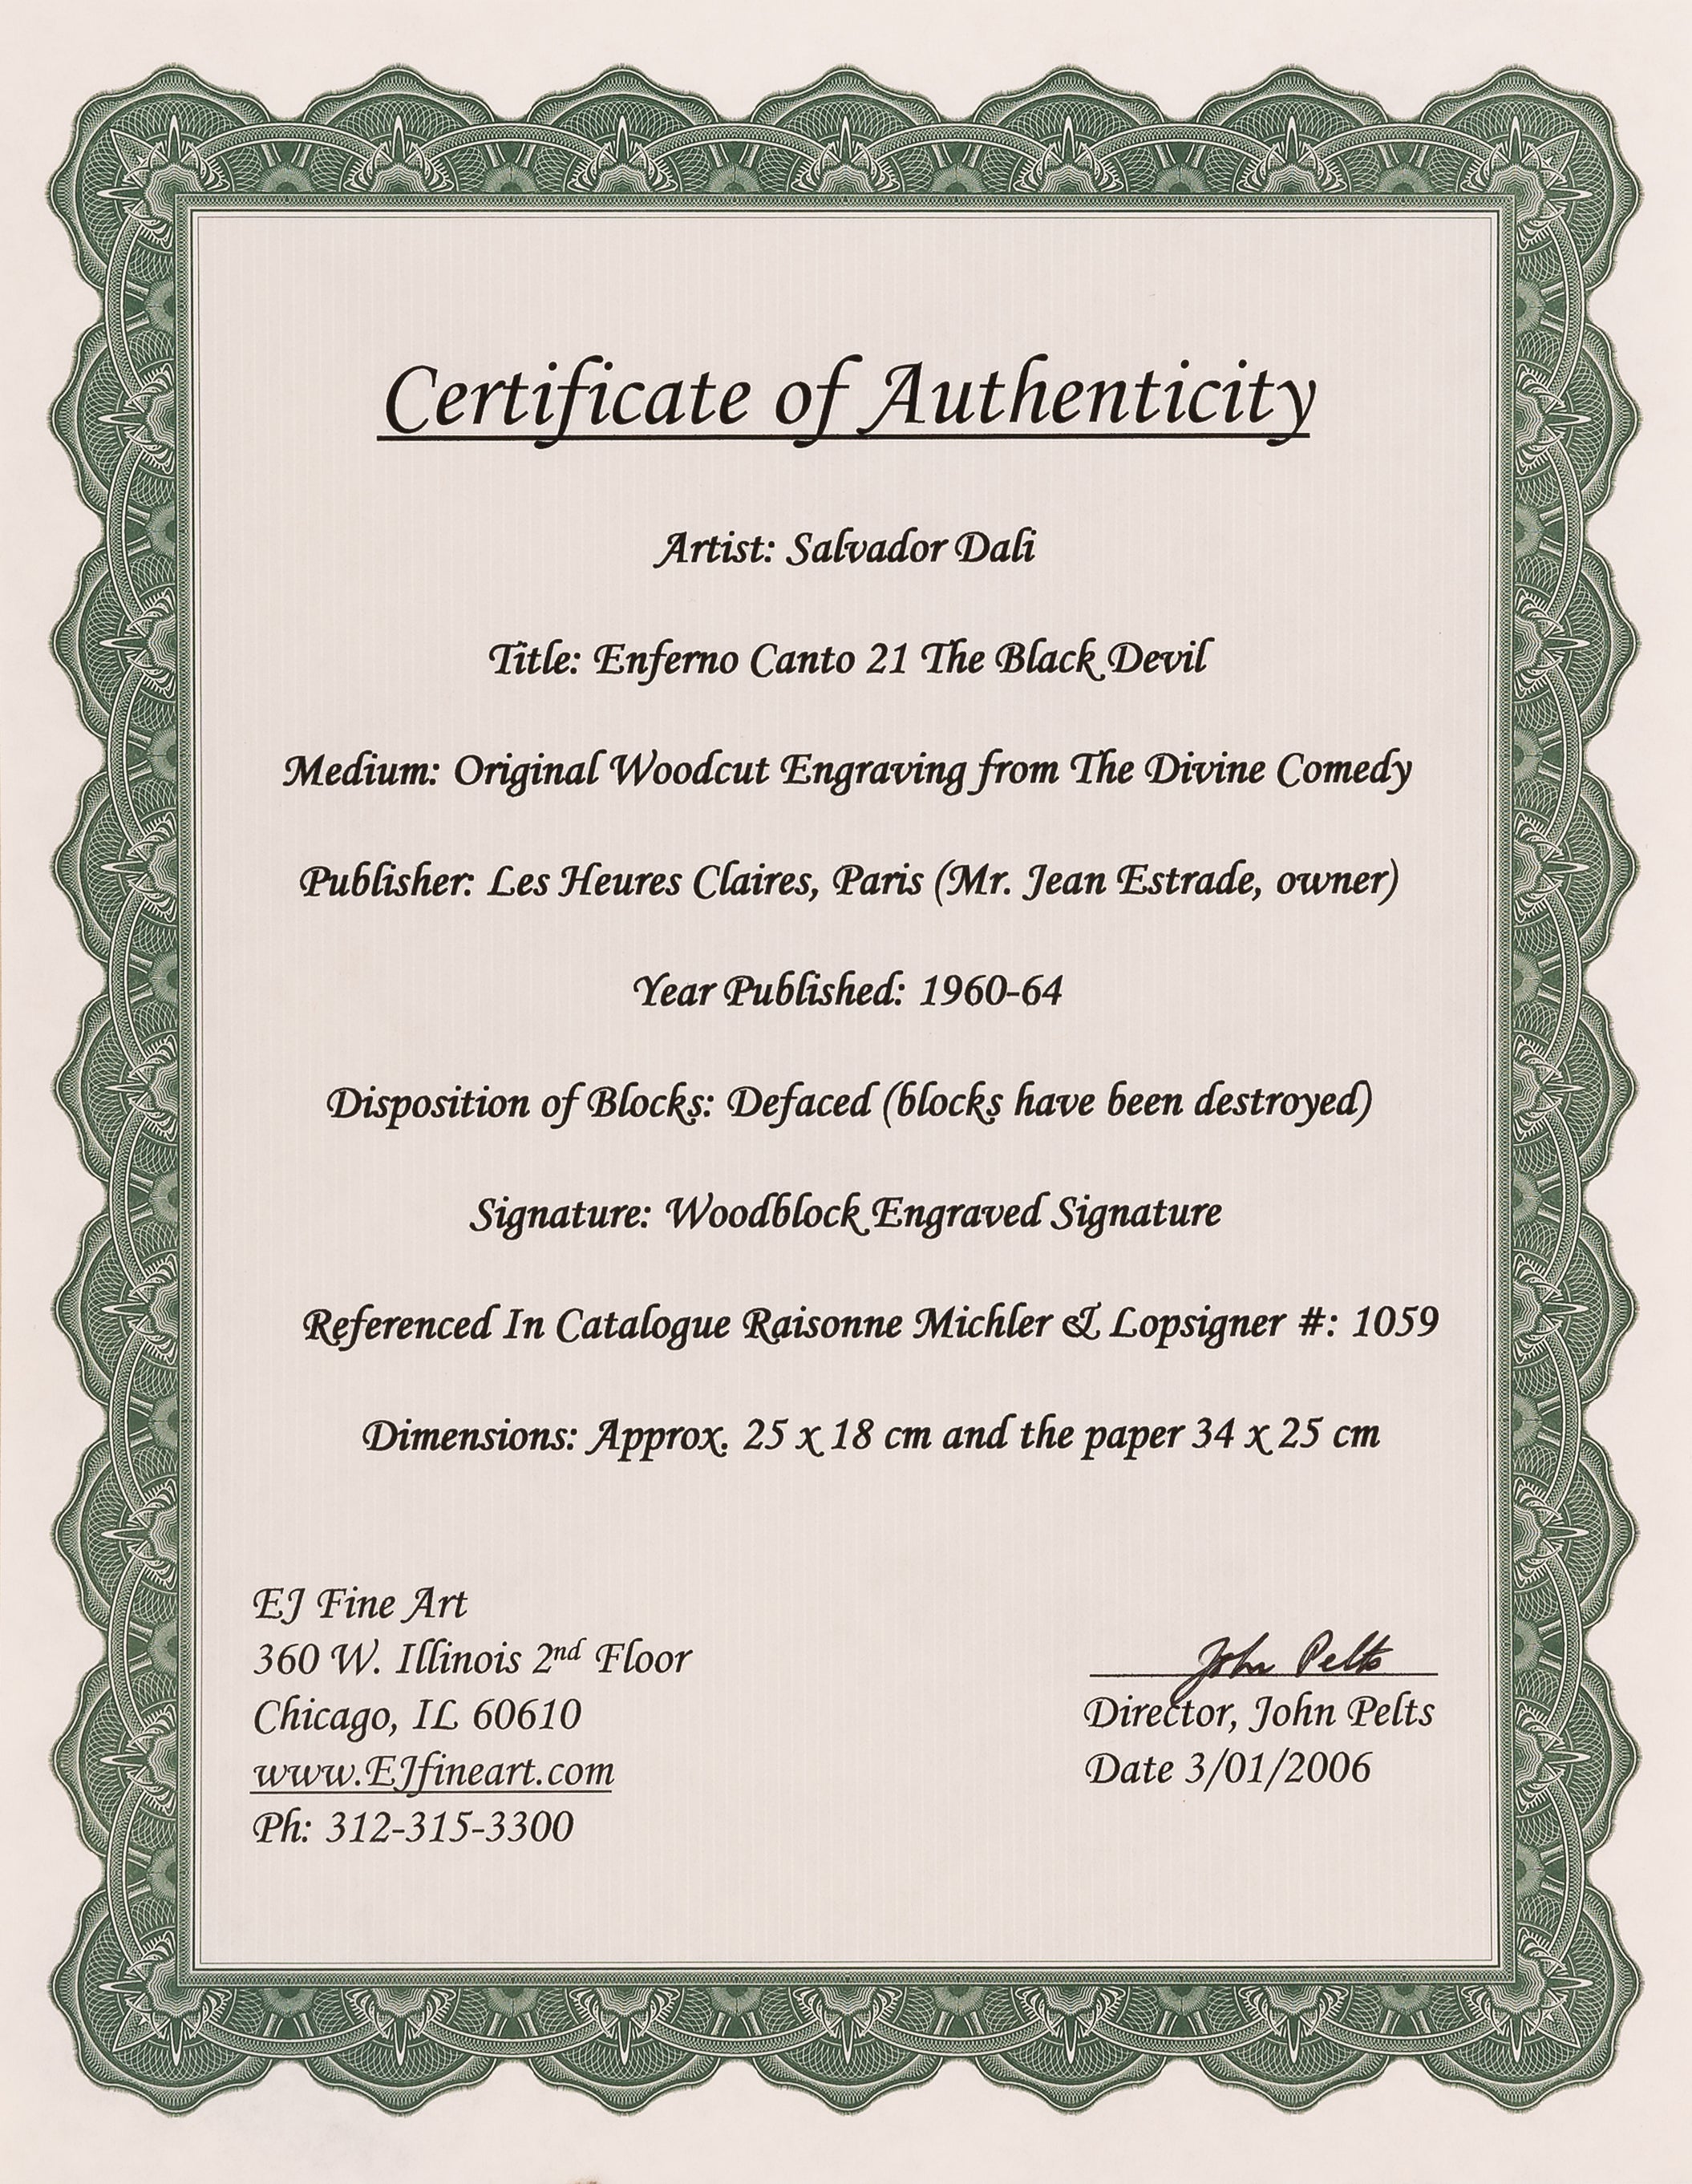 Certificate of Authenticity
Artist: Salvador Dali
Title: Enferno Canto 21 The Black Devil
Medium: Original Woodcut Engraving from The Divine Comedy
Publisher: Les Heures Claires, Paris (Mr. Jean Estrade, owner)
Year Published: 1960-64
Disposition of Blocks: Defaced (blocks have been destroyed)
Signature: Woodblock Engraved Signature
Referenced In Catalogue Raisonne Michler & Lopsigner #: 1059
Dimensions: Approx. 25 x 18 cm and the paper 34 x 25 cm
EJ Fine Art
360 W. Illinois 2nd Floor
Chicago, IL 60610
www.EJfineart.com
Ph: 312-315-3300
John Pelts
Director, John Pelts
Date 3/01/2006